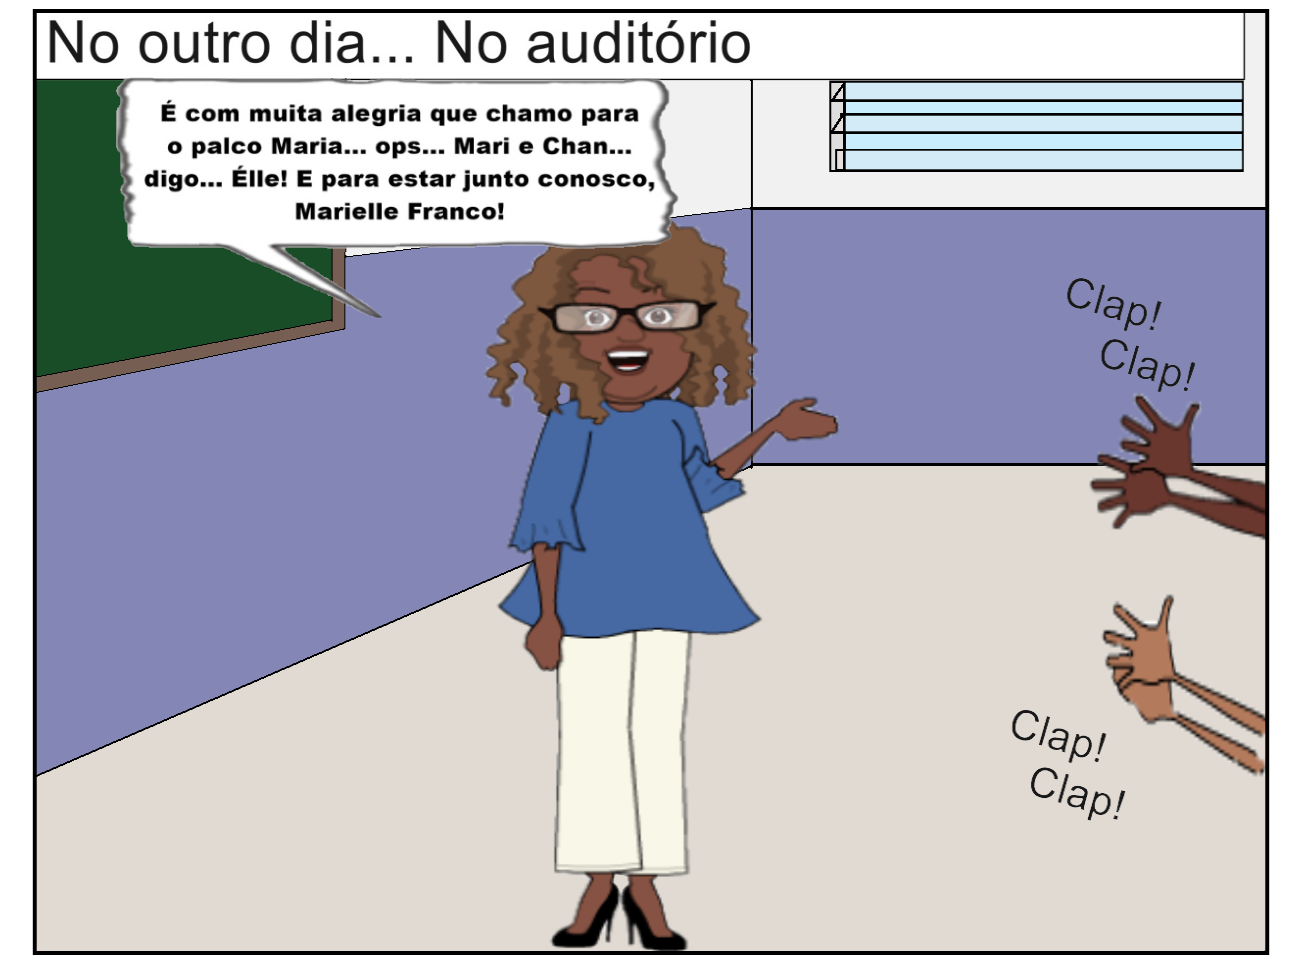 No outro dia... No auditório
É com muita alegria que chamo para
o palco Maria... ops... Mari e Chan...
digo... Élle! E para estar junto conosco,
Marielle Franco!
Clap!
Clap!
Clap!
Clap!